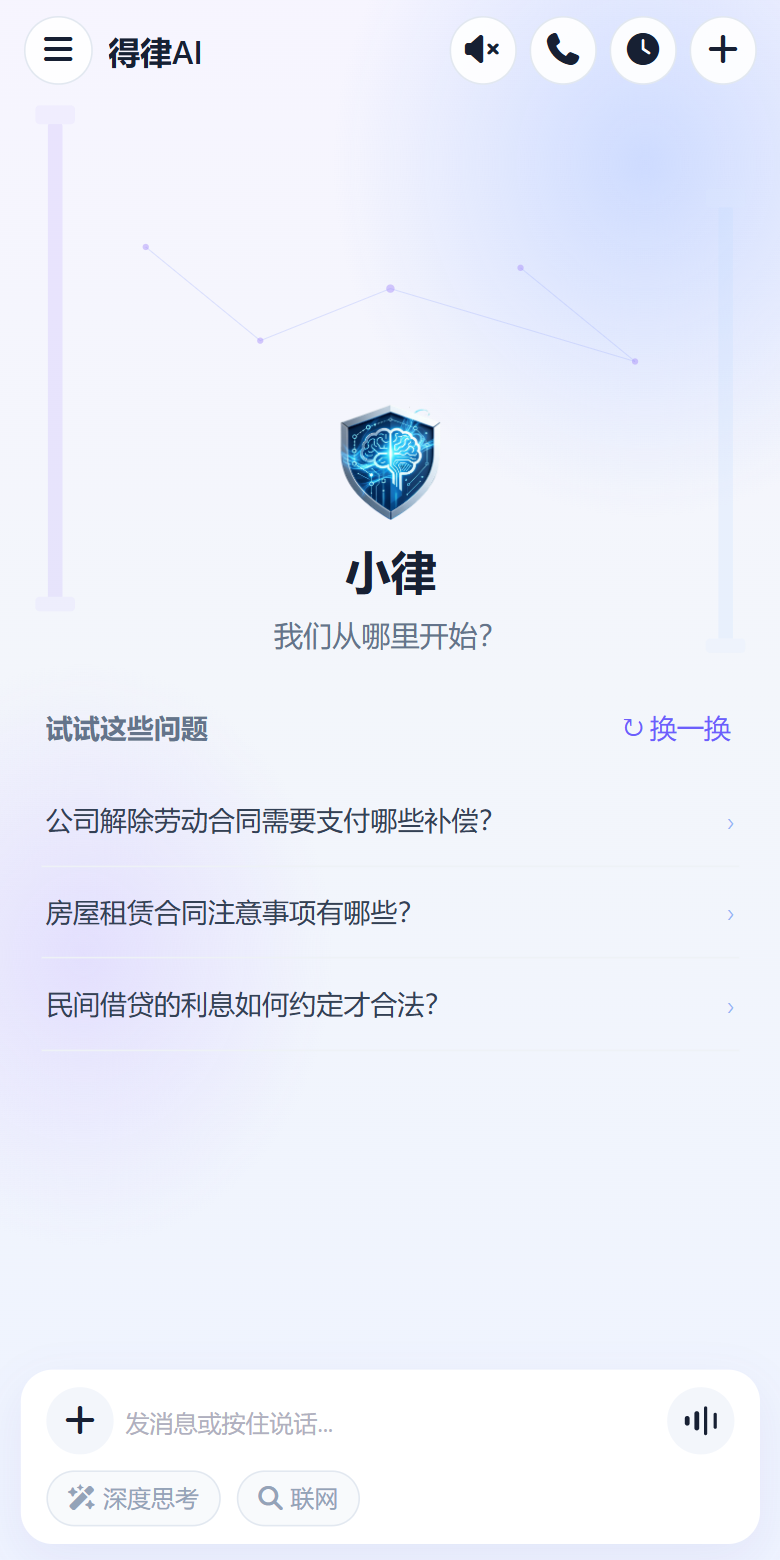 得律AI
小律
我们从哪里开始？
试试这些问题
↻ 换一换
公司解除劳动合同需要支付哪些补偿？
房屋租赁合同注意事项有哪些？
民间借贷的利息如何约定才合法？
发消息或按住说话...
深度思考
联网